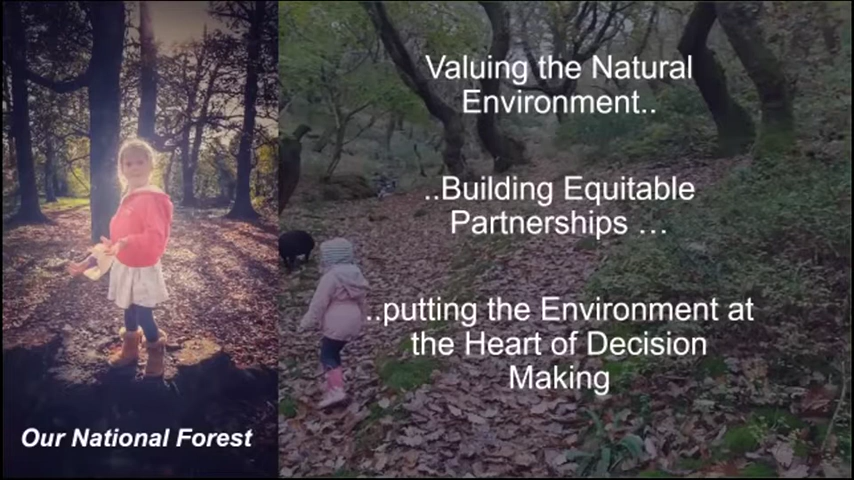 Valuing the Natural
Environment..
..Building Equitable
Partnerships …
..putting the Environment at
the Heart of Decision
Making
Our National Forest